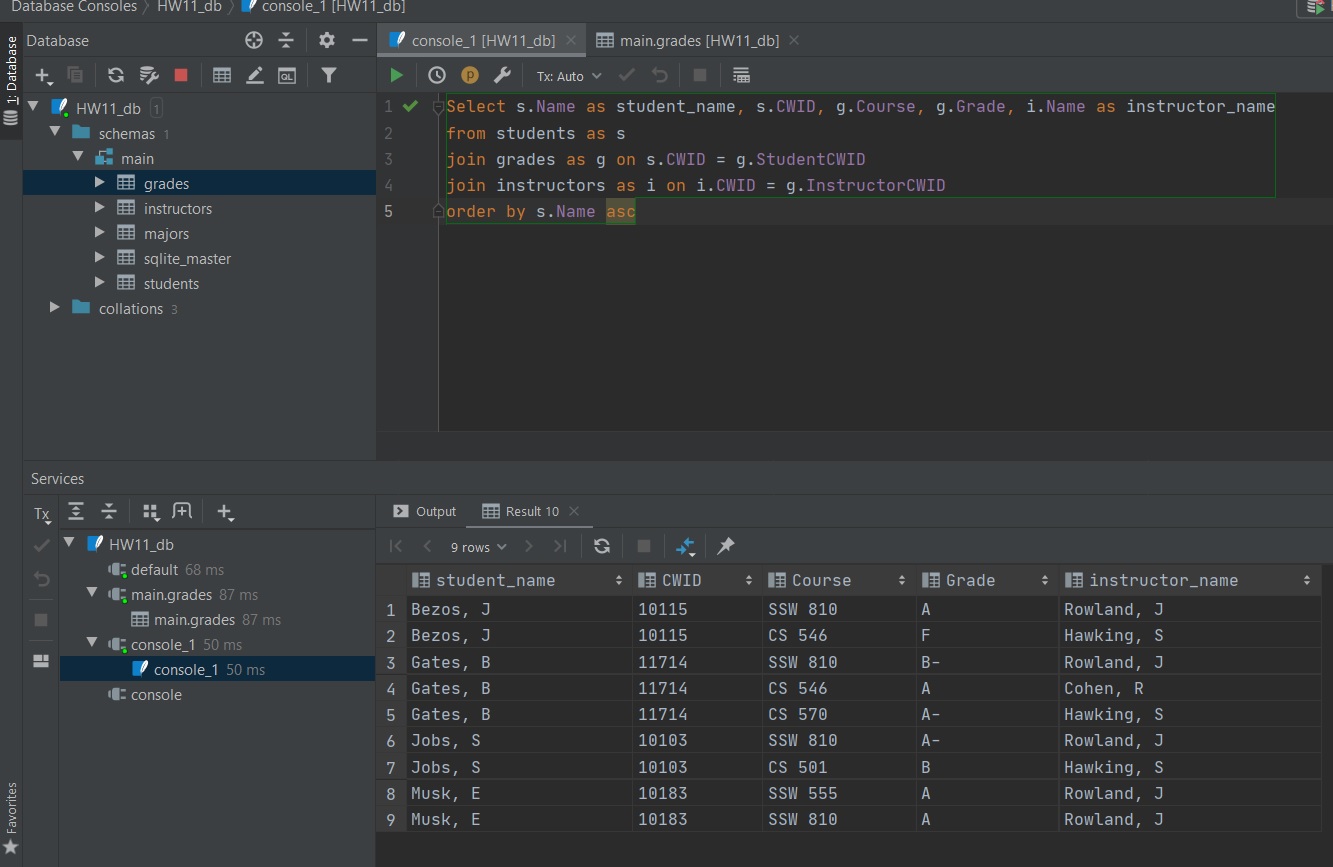 Database Consoles 〉 HW11_db 〉 console_1 [HW11_db]
1: Database
Favorites
Database
HW11_db 1
schemas 1
main
grades
instructors
majors
sqlite_master
students
collations 3
console_1 [HW11_db] × main.grades [HW11_db] ×
Tx: Auto
1 Select s.Name as student_name, s.CWID, g.Course, g.Grade, i.Name as instructor_name
2 from students as s
3 join grades as g on s.CWID = g.StudentCWID
4 join instructors as i on i.CWID = g.InstructorCWID
5 order by s.Name asc
Services
Tx
HW11_db
default 68 ms
main.grades 87 ms
main.grades 87 ms
console_1 50 ms
console_1 50 ms
console
Output Result 10 ×
9 rows
student_name CWID Course Grade instructor_name
1 Bezos, J 10115 SSW 810 A Rowland, J
2 Bezos, J 10115 CS 546 F Hawking, S
3 Gates, B 11714 SSW 810 B- Rowland, J
4 Gates, B 11714 CS 546 A Cohen, R
5 Gates, B 11714 CS 570 A- Hawking, S
6 Jobs, S 10103 SSW 810 A- Rowland, J
7 Jobs, S 10103 CS 501 B Hawking, S
8 Musk, E 10183 SSW 555 A Rowland, J
9 Musk, E 10183 SSW 810 A Rowland, J